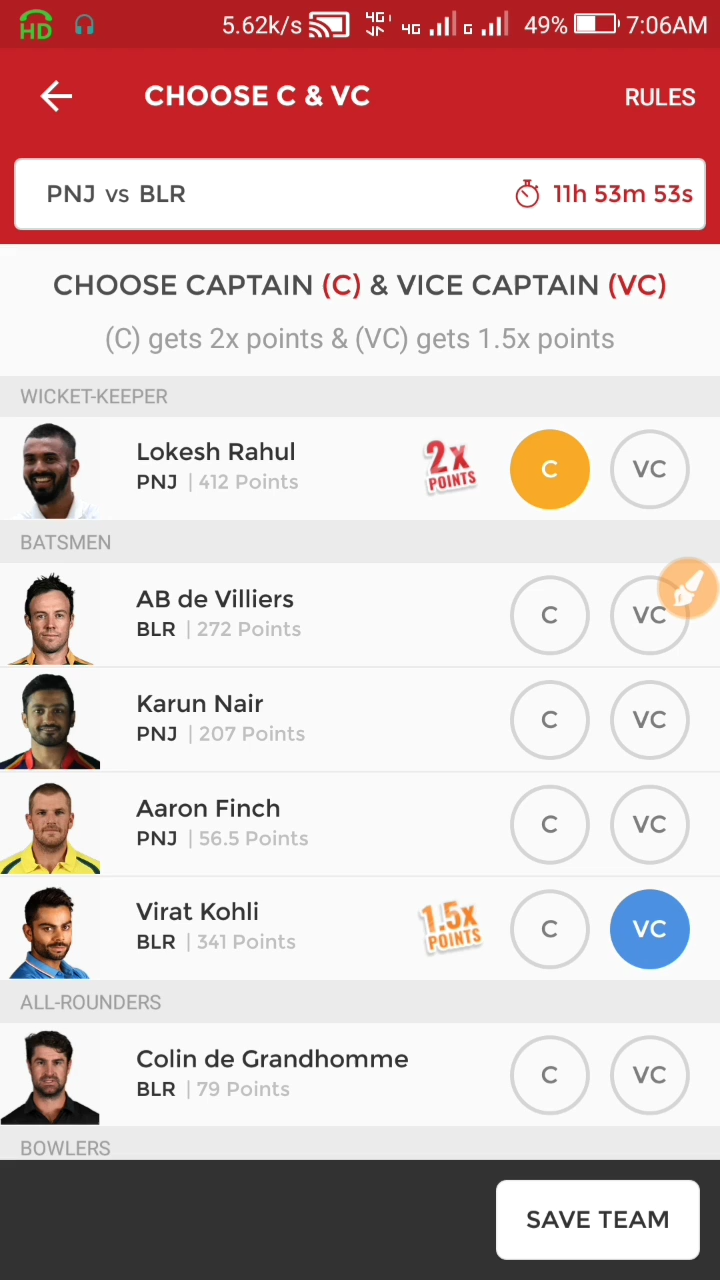 HD 5.62k/s 4G 4G G 49% 7:06AM
CHOOSE C & VC RULES
PNJ vs BLR 11h 53m 53s
CHOOSE CAPTAIN (C) & VICE CAPTAIN (VC)
(C) gets 2x points & (VC) gets 1.5x points
WICKET-KEEPER
Lokesh Rahul
PNJ | 412 Points
2x
POINTS
C VC
BATSMEN
AB de Villiers
BLR | 272 Points
C VC
Karun Nair
PNJ | 207 Points
C VC
Aaron Finch
PNJ | 56.5 Points
C VC
Virat Kohli
BLR | 341 Points
1.5x
POINTS
C VC
ALL-ROUNDERS
Colin de Grandhomme
BLR | 79 Points
C VC
BOWLERS
SAVE TEAM